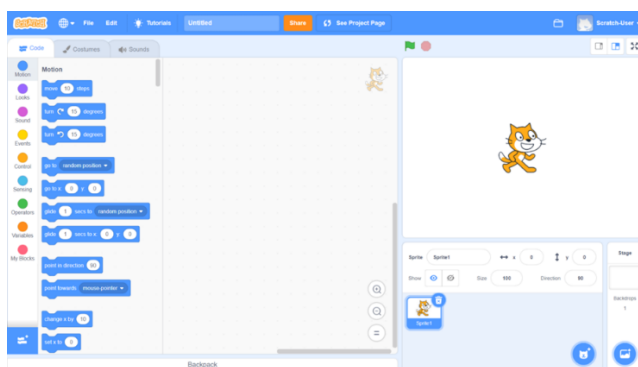 SCRATCH File Edit Tutorials Untitled Share See Project Page Scratch-User
Code Costumes Sounds
Motion
Looks
Sound
Events
Control
Sensing
Operators
Variables
My Blocks
Motion
move 10 steps
turn 15 degrees
turn 15 degrees
go to random position
go to x: 0 y: 0
glide 1 secs to random position
glide 1 secs to x: 0 y: 0
point in direction 90
point towards mouse-pointer
change x by 10
set x to 0
Backpack
Sprite Sprite1 x 0 y 0
Show Size 100 Direction 90
Sprite1
Stage
Backdrops
1